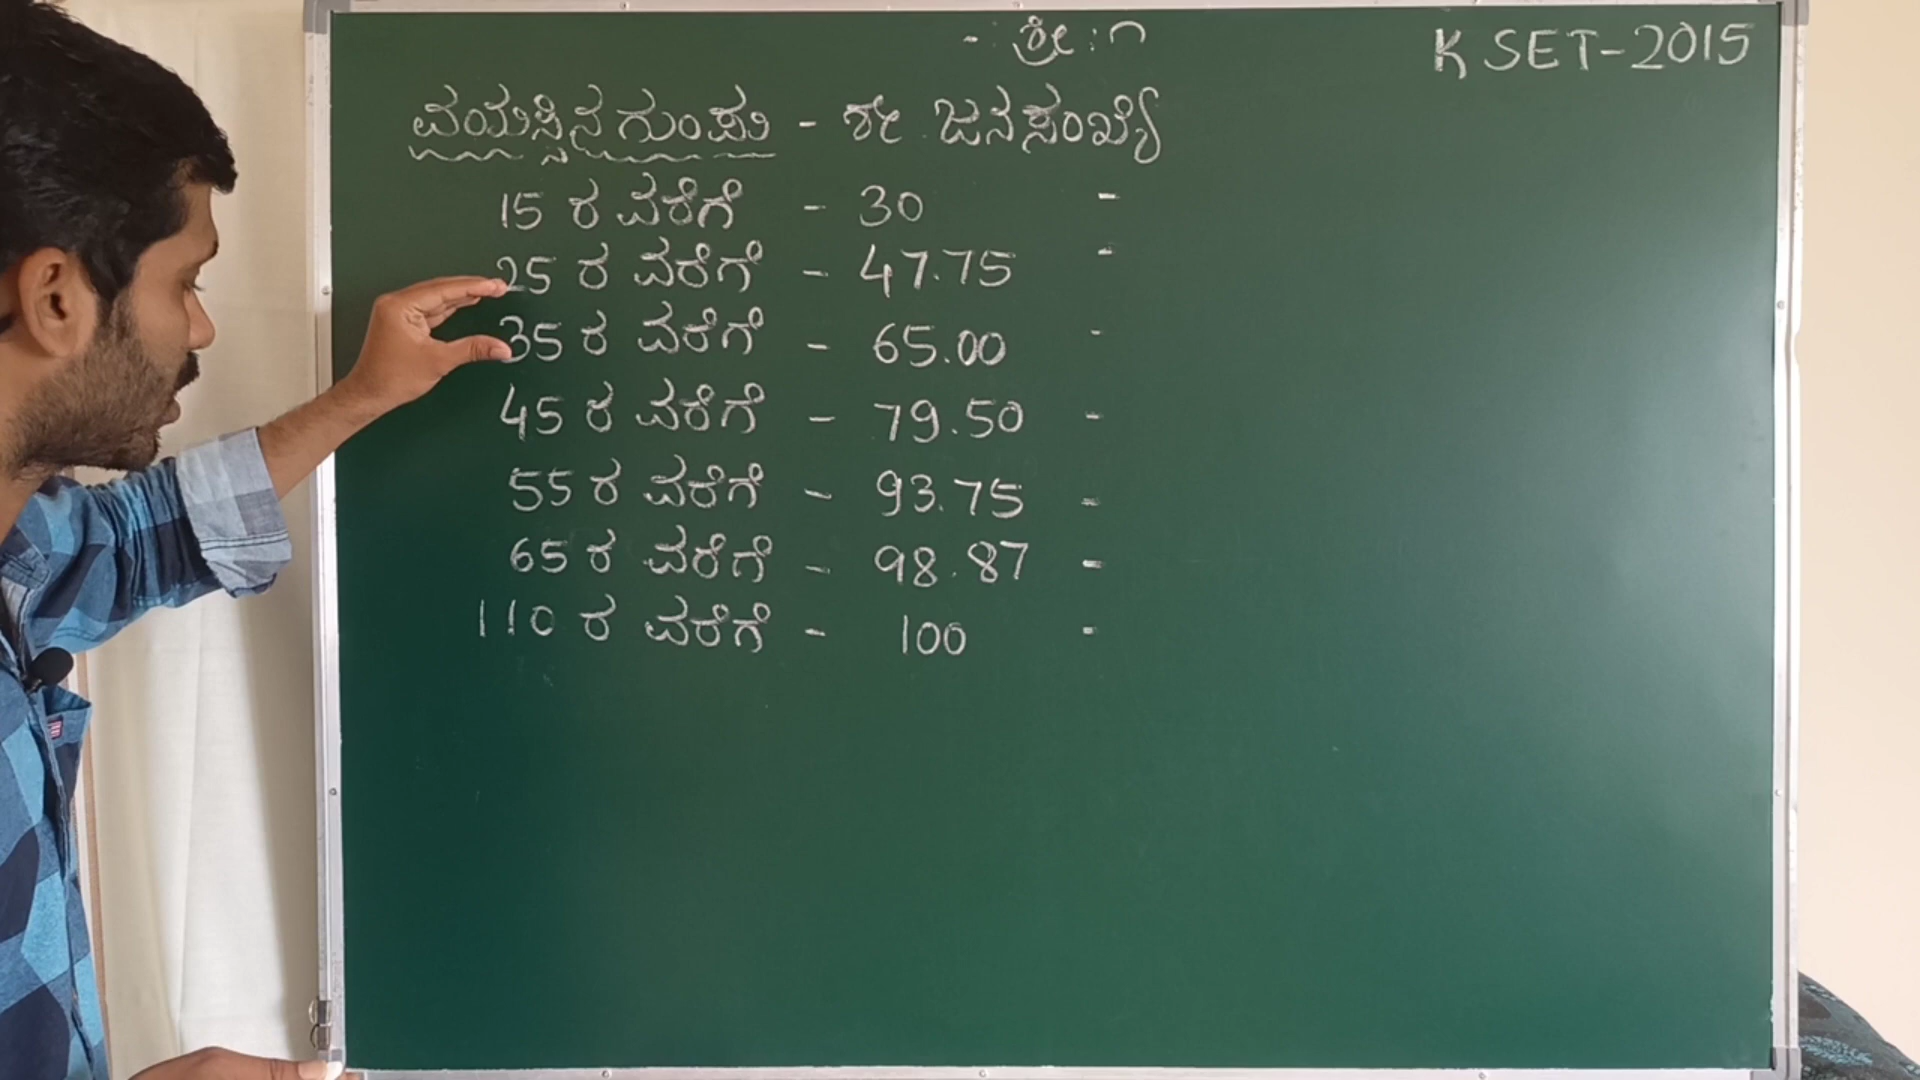 - ಶ್ರೀ : ಗ
K SET-2015
ವಯಸ್ಸಿನ ಗುಂಪು - ಶೇ. ಜನಸಂಖ್ಯೆ
15 ರ ವರೆಗೆ - 30 -
25 ರ ವರೆಗೆ - 47.75 -
35 ರ ವರೆಗೆ - 65.00 -
45 ರ ವರೆಗೆ - 79.50 -
55 ರ ವರೆಗೆ - 93.75 -
65 ರ ವರೆಗೆ - 98.87 -
110 ರ ವರೆಗೆ - 100 -